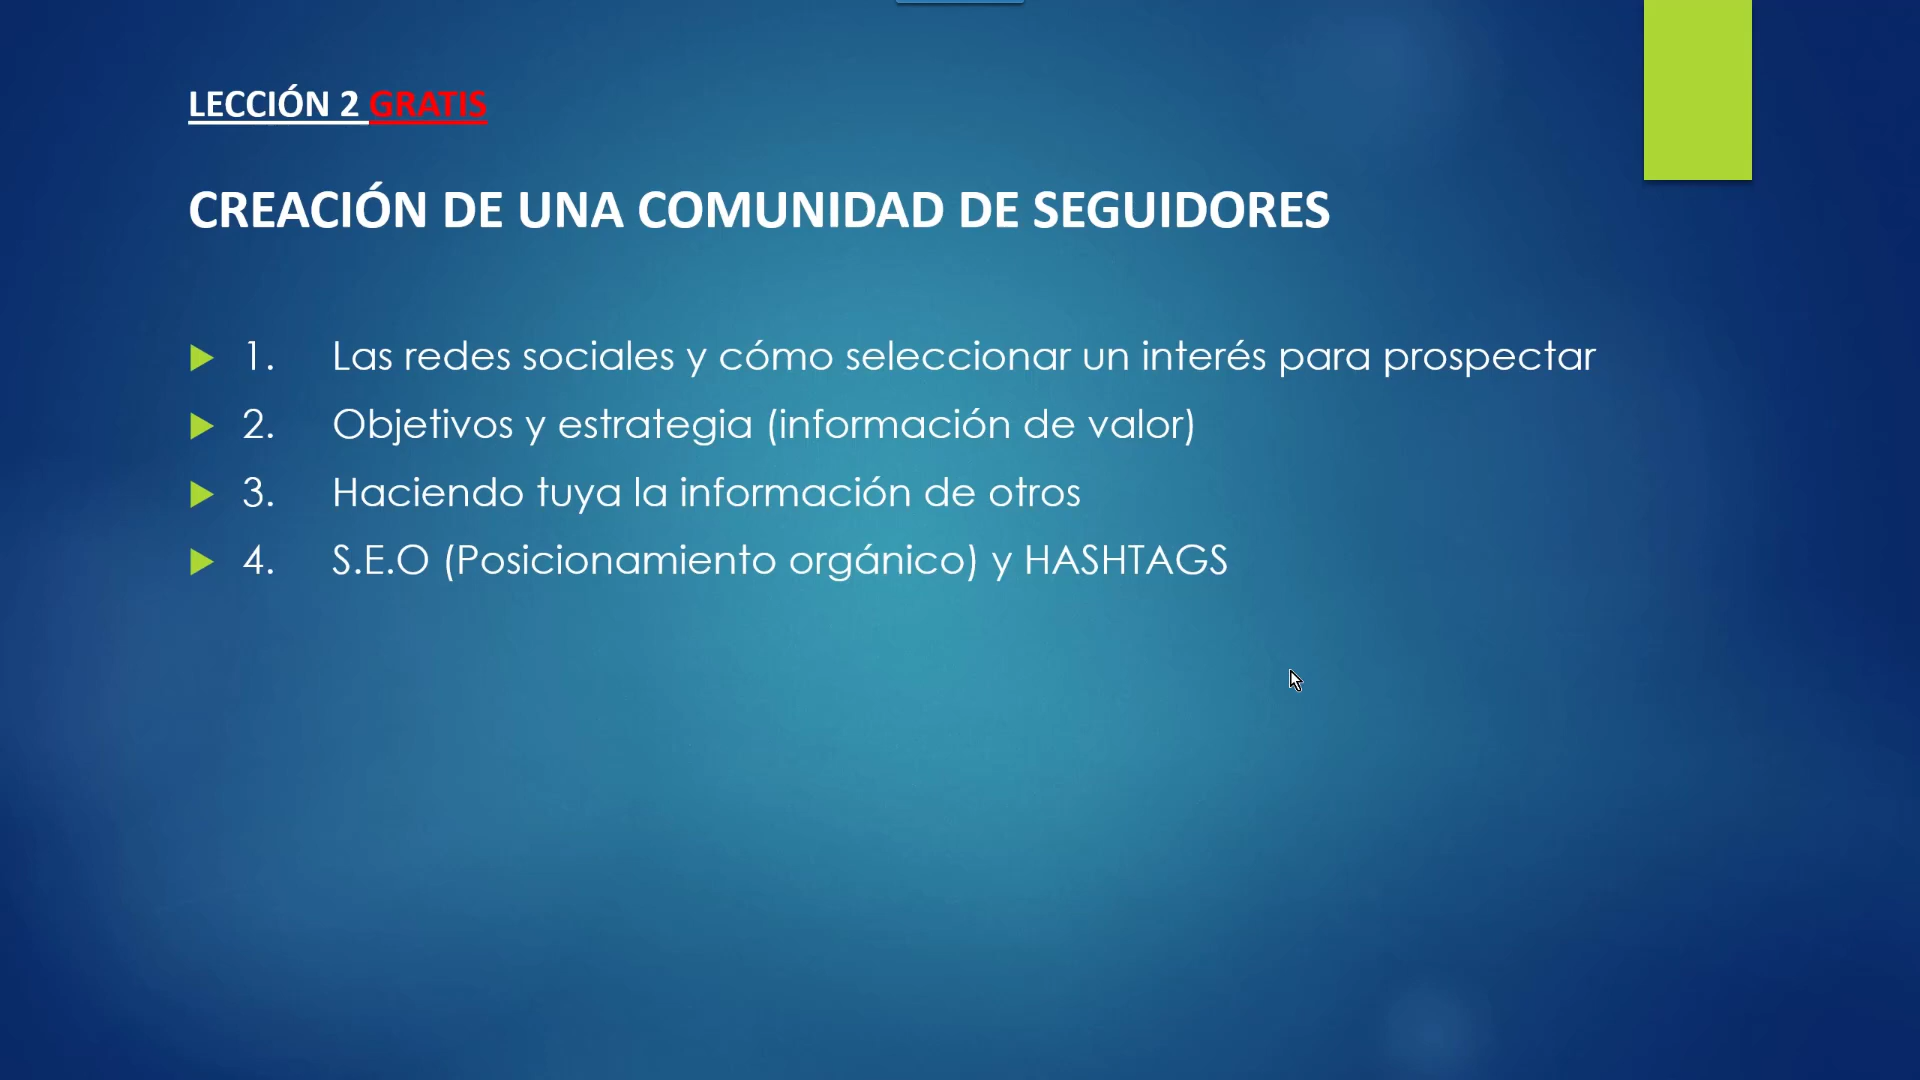 LECCIÓN 2 GRATIS
CREACIÓN DE UNA COMUNIDAD DE SEGUIDORES
1. Las redes sociales y cómo seleccionar un interés para prospectar
2. Objetivos y estrategia (información de valor)
3. Haciendo tuya la información de otros
4. S.E.O (Posicionamiento orgánico) y HASHTAGS